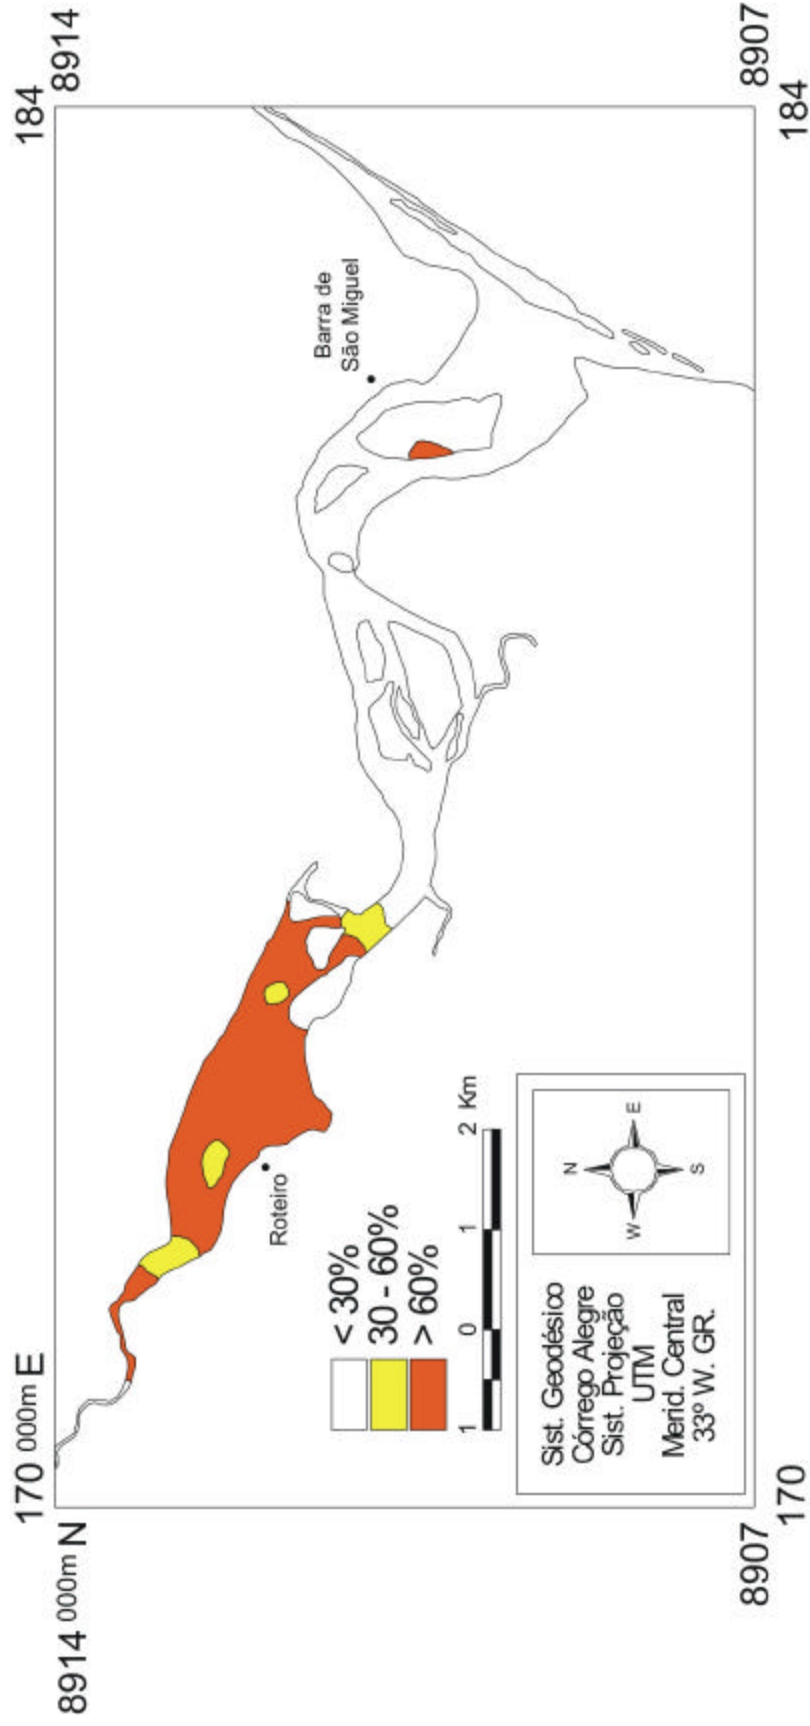 170 000m E
184
8914 000m N
8914
Barra de
São Miguel
Roteiro
< 30%
30 - 60%
> 60%
1 0 1 2 Km
Sist. Geodésico
Córrego Alegre
Sist. Projeção
UTM
Merid. Central
33º W. GR.
N
W E
S
8907
8907
170
184